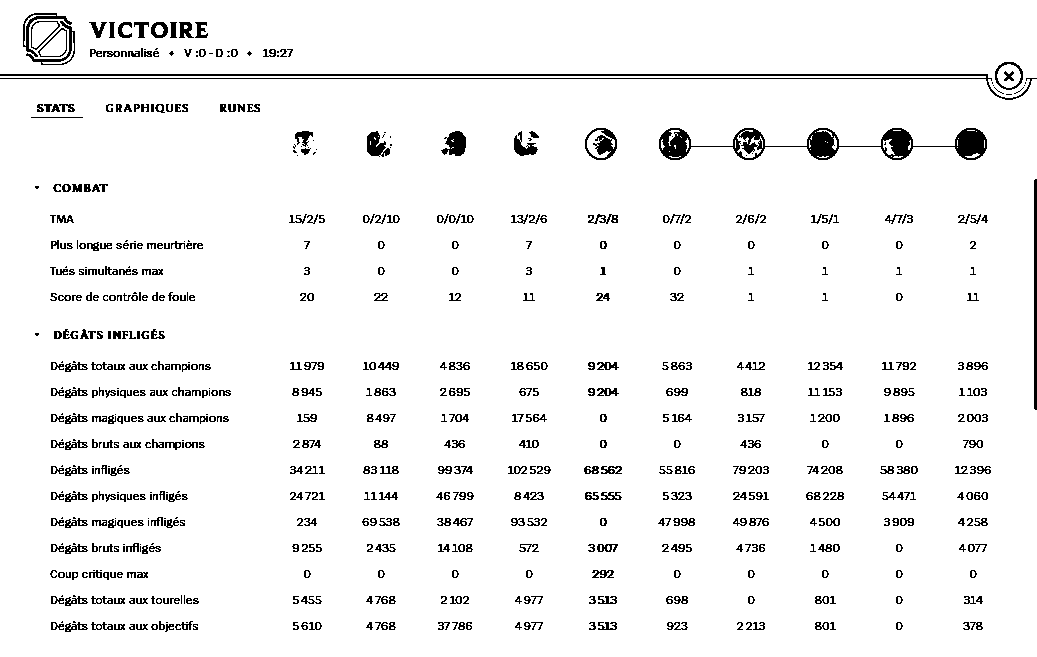 VICTOIRE
Personnalisé • V :0 - D :0 • 19:27
STATS GRAPHIQUES RUNES
COMBAT
TMA 15/2/5 0/2/10 0/0/10 13/2/6 2/3/8 0/7/2 2/6/2 1/5/1 4/7/3 2/5/4
Plus longue série meurtrière 7 0 0 7 0 0 0 0 0 2
Tués simultanés max 3 0 0 3 1 0 1 1 1 1
Score de contrôle de foule 20 22 12 11 24 32 1 1 0 11
DÉGÂTS INFLIGÉS
Dégâts totaux aux champions 11 979 10 449 4 836 18 650 9 204 5 863 4 412 12 354 11 792 3 896
Dégâts physiques aux champions 8 945 1 863 2 695 675 9 204 699 818 11 153 9 895 1 103
Dégâts magiques aux champions 159 8 497 1 704 17 564 0 5 164 3 157 1 200 1 896 2 003
Dégâts bruts aux champions 2 874 88 436 410 0 0 436 0 0 790
Dégâts infligés 34 211 83 118 99 374 102 529 68 562 55 816 79 203 74 208 58 380 12 396
Dégâts physiques infligés 24 721 11 144 46 799 8 423 65 555 5 323 24 591 68 228 54 471 4 060
Dégâts magiques infligés 234 69 538 38 467 93 532 0 47 998 49 876 4 500 3 909 4 258
Dégâts bruts infligés 9 255 2 435 14 108 572 3 007 2 495 4 736 1 480 0 4 077
Coup critique max 0 0 0 0 292 0 0 0 0 0
Dégâts totaux aux tourelles 5 455 4 768 2 102 4 977 3 513 698 0 801 0 314
Dégâts totaux aux objectifs 5 610 4 768 37 786 4 977 3 513 923 2 213 801 0 378